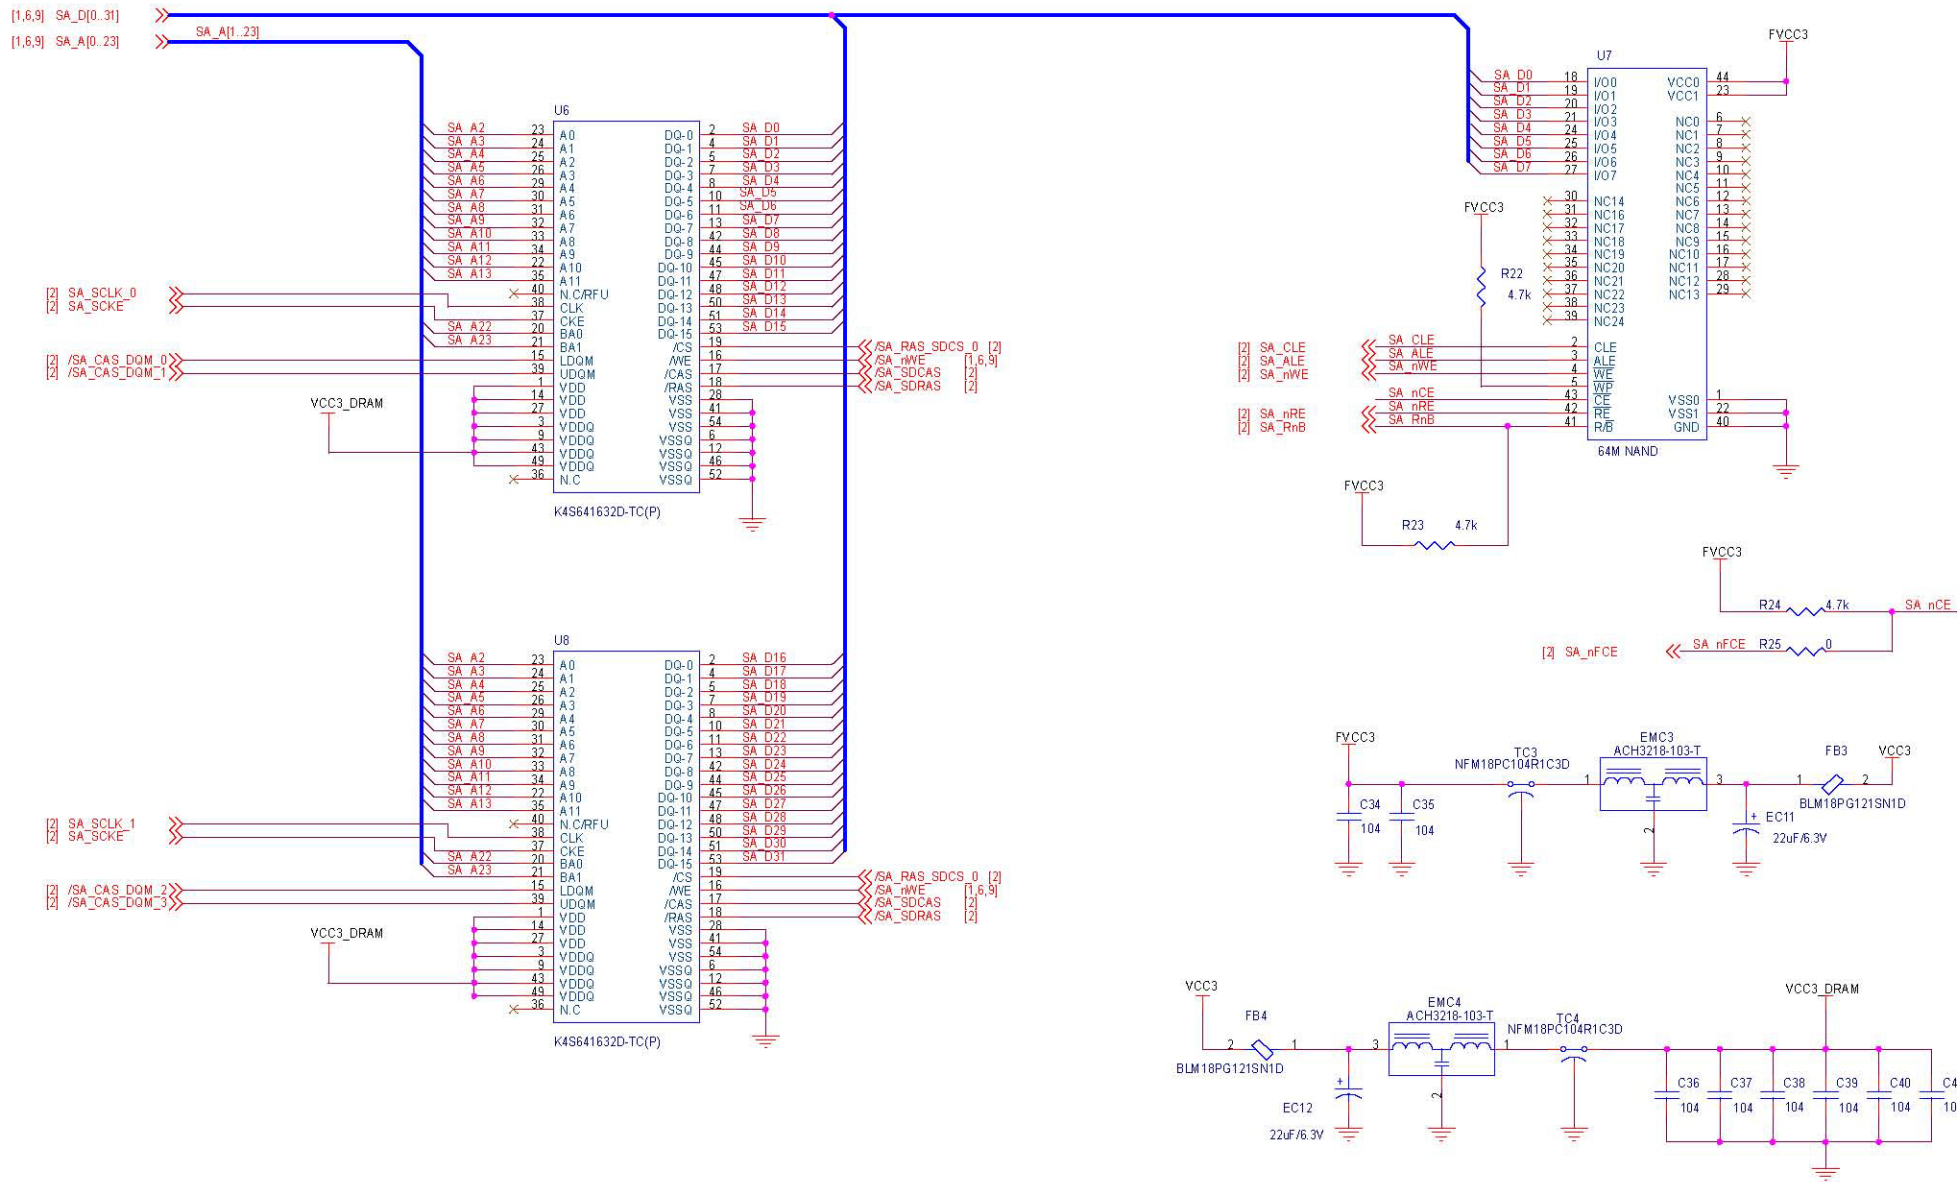 [1,6,9] SA_D[0..31]
[1,6,9] SA_A[0..23]
SA_A[1..23]
U6
SA_A2 23 A0 DQ-0 2 SA_D0
SA_A3 24 A1 DQ-1 4 SA_D1
SA_A4 25 A2 DQ-2 5 SA_D2
SA_A5 26 A3 DQ-3 7 SA_D3
SA_A6 29 A4 DQ-4 8 SA_D4
SA_A7 30 A5 DQ-5 10 SA_D5
SA_A8 31 A6 DQ-6 11 SA_D6
SA_A9 32 A7 DQ-7 13 SA_D7
SA_A10 33 A8 DQ-8 42 SA_D8
SA_A11 34 A9 DQ-9 44 SA_D9
SA_A12 22 A10 DQ-10 45 SA_D10
SA_A13 35 A11 DQ-11 47 SA_D11
[2] SA_SCLK_0 40 N.C/RFU DQ-12 48 SA_D12
[2] SA_SCKE 38 CLK DQ-13 50 SA_D13
37 CKE DQ-14 51 SA_D14
SA_A22 20 BA0 DQ-15 53 SA_D15
SA_A23 21 BA1 /CS 19 /SA_RAS_SDCS_0 [2]
[2] /SA_CAS_DQM_0 15 LDQM /WE 16 /SA_nWE [1,6,9]
[2] /SA_CAS_DQM_1 39 UDQM /CAS 17 /SA_SDCAS [2]
1 VDD /RAS 18 /SA_SDRAS [2]
VCC3_DRAM
14 VDD VSS 28
27 VDD VSS 41
3 VDDQ VSS 54
9 VDDQ VSSQ 6
43 VDDQ VSSQ 12
49 VDDQ VSSQ 46
36 N.C VSSQ 52
K4S641632D-TC(P)
U8
SA_A2 23 A0 DQ-0 2 SA_D16
SA_A3 24 A1 DQ-1 4 SA_D17
SA_A4 25 A2 DQ-2 5 SA_D18
SA_A5 26 A3 DQ-3 7 SA_D19
SA_A6 29 A4 DQ-4 8 SA_D20
SA_A7 30 A5 DQ-5 10 SA_D21
SA_A8 31 A6 DQ-6 11 SA_D22
SA_A9 32 A7 DQ-7 13 SA_D23
SA_A10 33 A8 DQ-8 42 SA_D24
SA_A11 34 A9 DQ-9 44 SA_D25
SA_A12 22 A10 DQ-10 45 SA_D26
SA_A13 35 A11 DQ-11 47 SA_D27
[2] SA_SCLK_1 40 N.C/RFU DQ-12 48 SA_D28
[2] SA_SCKE 38 CLK DQ-13 50 SA_D29
37 CKE DQ-14 51 SA_D30
SA_A22 20 BA0 DQ-15 53 SA_D31
SA_A23 21 BA1 /CS 19 /SA_RAS_SDCS_0 [2]
[2] /SA_CAS_DQM_2 15 LDQM /WE 16 /SA_nWE [1,6,9]
[2] /SA_CAS_DQM_3 39 UDQM /CAS 17 /SA_SDCAS [2]
1 VDD /RAS 18 /SA_SDRAS [2]
VCC3_DRAM
14 VDD VSS 28
27 VDD VSS 41
3 VDDQ VSS 54
9 VDDQ VSSQ 6
43 VDDQ VSSQ 12
49 VDDQ VSSQ 46
36 N.C VSSQ 52
K4S641632D-TC(P)
FVCC3
U7
SA_D0 18 I/O0 VCC0 44
SA_D1 19 I/O1 VCC1 23
SA_D2 20 I/O2
SA_D3 21 I/O3 NC0 6
SA_D4 24 I/O4 NC1 7
SA_D5 25 I/O5 NC2 8
SA_D6 26 I/O6 NC3 9
SA_D7 27 I/O7 NC4 10
NC5 11
30 NC14 NC6 12
31 NC16 NC7 13
32 NC17 NC8 14
33 NC18 NC9 15
34 NC19 NC10 16
35 NC20 NC11 17
36 NC21 NC12 28
37 NC22 NC13 29
38 NC23
39 NC24
FVCC3
R22
4.7k
[2] SA_CLE SA_CLE 2 CLE
[2] SA_ALE SA_ALE 3 ALE
[2] SA_nWE SA_nWE 4 WE
5 WP
SA_nCE 43 CE VSS0 1
[2] SA_nRE SA_nRE 42 RE VSS1 22
[2] SA_RnB SA_RnB 41 R/B GND 40
64M NAND
FVCC3
R23 4.7k
FVCC3
R24 4.7k SA_nCE
[2] SA_nFCE SA_nFCE R25 0
FVCC3
TC3
NFM18PC104R1C3D
EMC3
ACH3218-103-T
FB3
VCC3
1 3 1 2
BLM18PG121SN1D
C34
104
C35
104
2
EC11
+
22uF/6.3V
VCC3
FB4
EMC4
ACH3218-103-T
TC4
NFM18PC104R1C3D
VCC3_DRAM
2 1 3 1
BLM18PG121SN1D
+
EC12
22uF/6.3V
2
C36
104
C37
104
C38
104
C39
104
C40
104
C4
10